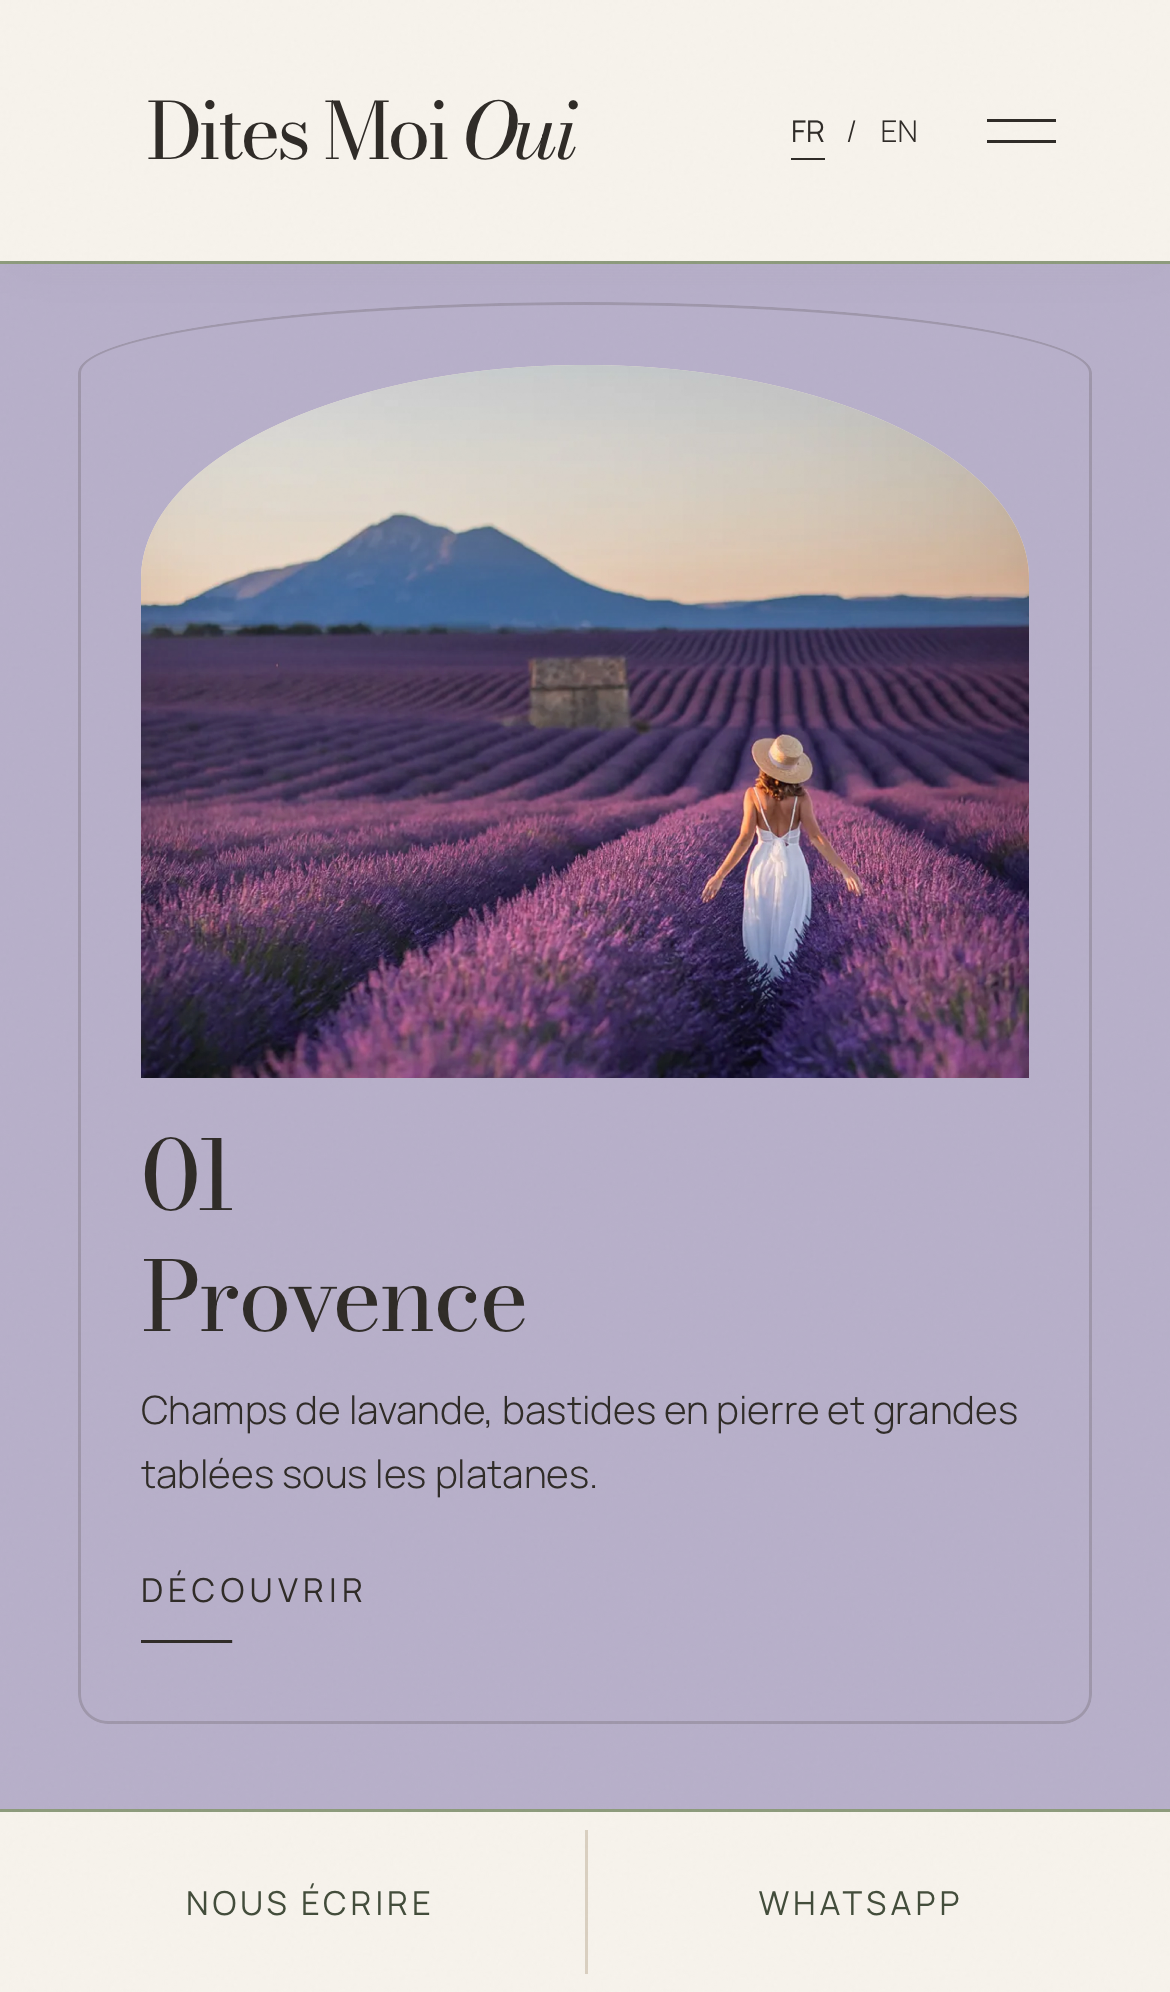 Dites Moi Oui
FR / EN
01
Provence
Champs de lavande, bastides en pierre et grandes
tablées sous les platanes.
DÉCOUVRIR
NOUS ÉCRIRE
WHATSAPP